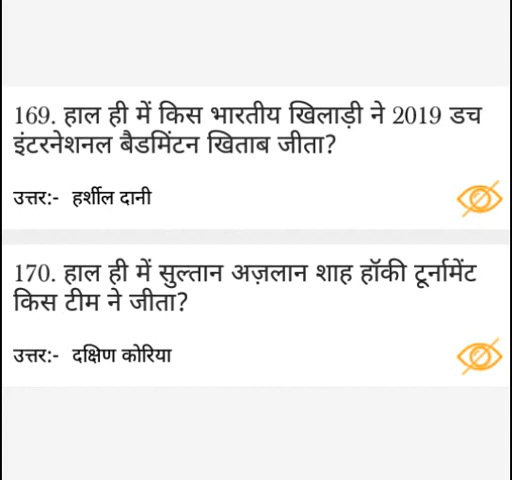 169. हाल ही में किस भारतीय खिलाड़ी ने 2019 डच
इंटरनेशनल बैडमिंटन खिताब जीता?
उत्तर:- हर्शील दानी
170. हाल ही में सुल्तान अज़लान शाह हॉकी टूर्नामेंट
किस टीम ने जीता?
उत्तर:- दक्षिण कोरिया